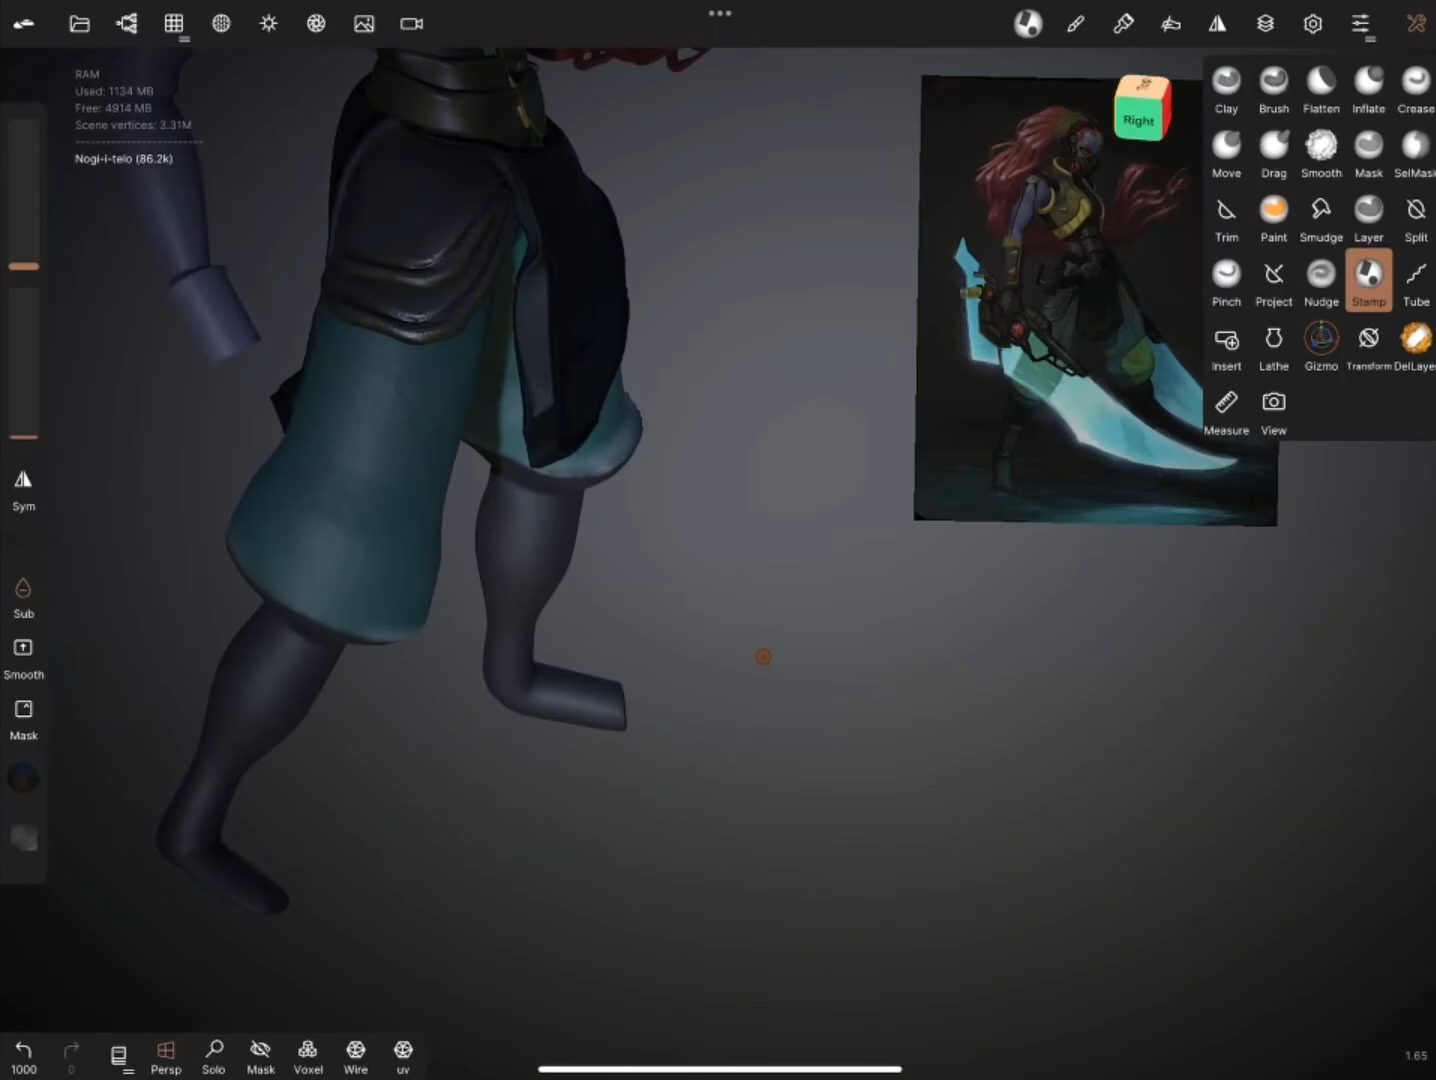 RAM
Used: 1134 MB
Free: 4914 MB
Scene vertices: 3.31M
Nogi-i-telo (86.2k)
Right
Clay Brush Flatten Inflate Crease
Move Drag Smooth Mask SelMask
Trim Paint Smudge Layer Split
Pinch Project Nudge Stamp Tube
Insert Lathe Gizmo Transform DelLayer
Measure View
Sym
Sub
Smooth
Mask
1000 0 Persp Solo Mask Voxel Wire uv
1.65